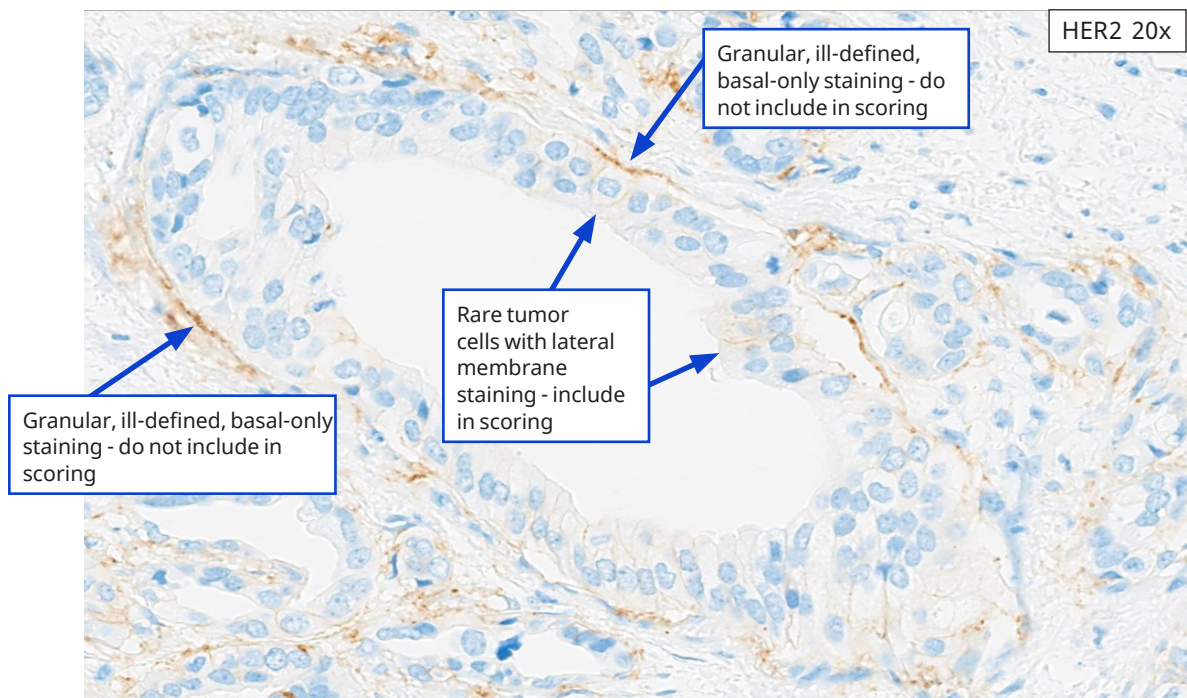 HER2 20x
Granular, ill-defined,
basal-only staining - do
not include in scoring
Rare tumor
cells with lateral
membrane
staining - include
in scoring
Granular, ill-defined, basal-only
staining - do not include in
scoring